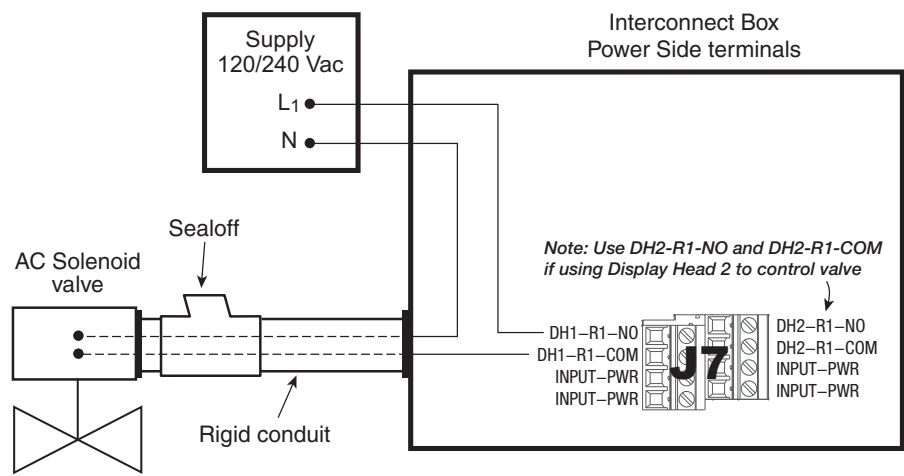 Interconnect Box
Power Side terminals
Supply
120/240 Vac
L1
N
Sealoff
AC Solenoid
valve
Rigid conduit
Note: Use DH2-R1-NO and DH2-R1-COM
if using Display Head 2 to control valve
DH1–R1–NO
DH1–R1–COM
INPUT–PWR
INPUT–PWR
J7
DH2–R1–NO
DH2–R1–COM
INPUT–PWR
INPUT–PWR